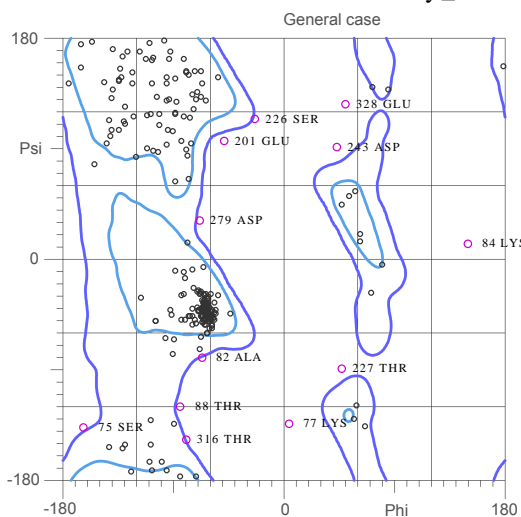 General case
180
328 GLU
226 SER
201 GLU
243 ASP
Psi
279 ASP
84 LYS
0
82 ALA
227 THR
88 THR
75 SER
77 LYS
316 THR
-180
-180
0
Phi
180